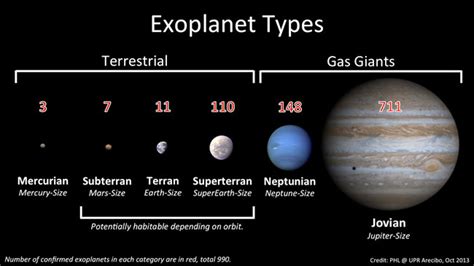 Exoplanet Types
Terrestrial Gas Giants
3 7 11 110 148 711
Mercurian Subterran Terran Superterran Neptunian
Mercury-Size Mars-Size Earth-Size SuperEarth-Size Neptune-Size
Jovian
Jupiter-Size
Potentially habitable depending on orbit.
Number of confirmed exoplanets in each category are in red, total 990.
Credit: PHL @ UPR Arecibo, Oct 2013